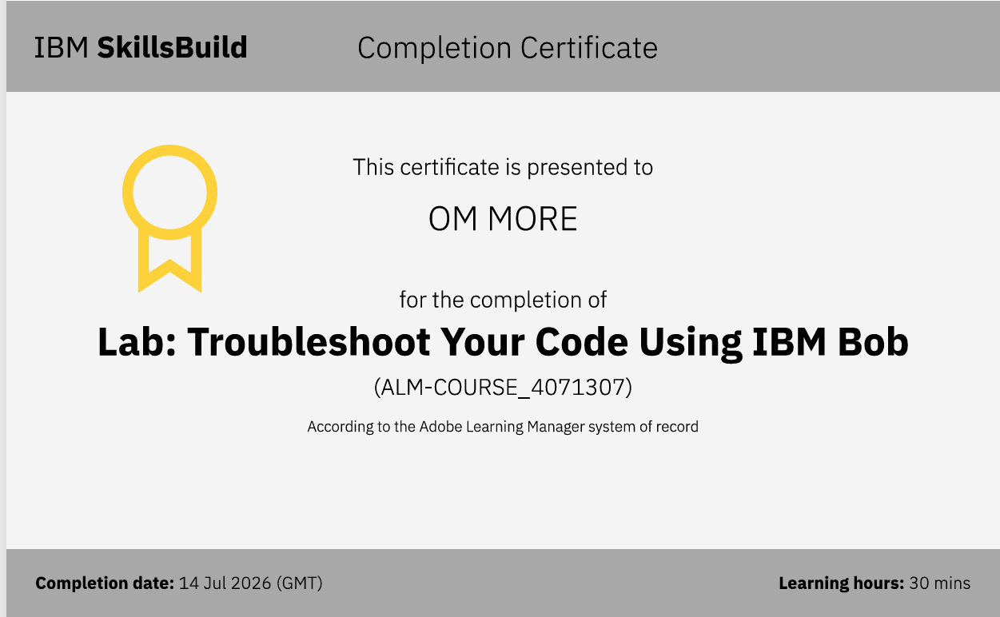 IBM SkillsBuild
Completion Certificate
This certificate is presented to
OM MORE
for the completion of
Lab: Troubleshoot Your Code Using IBM Bob
(ALM-COURSE_4071307)
According to the Adobe Learning Manager system of record
Completion date: 14 Jul 2026 (GMT)
Learning hours: 30 mins